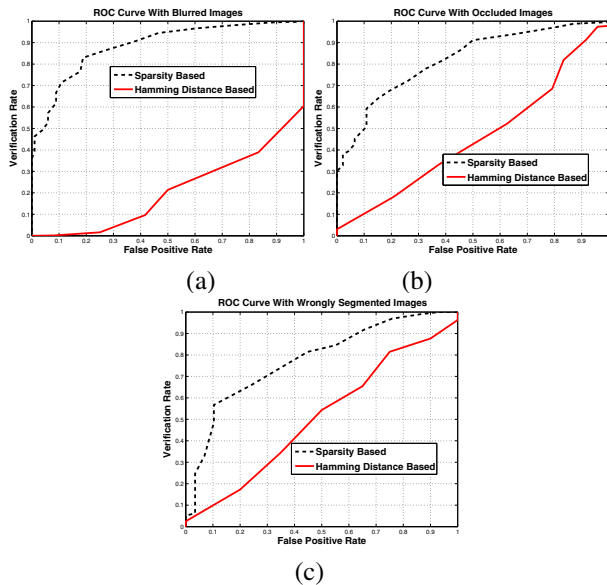 ROC Curve With Blurred Images
1
0.9
0.8
0.7
0.6
0.5
0.4
0.3
0.2
0.1
0
Verification Rate
Sparsity Based
Hamming Distance Based
0 0.1 0.2 0.3 0.4 0.5 0.6 0.7 0.8 0.9 1
False Positive Rate
(a)
ROC Curve With Occluded Images
1
0.9
0.8
0.7
0.6
0.5
0.4
0.3
0.2
0.1
0
Verification Rate
Sparsity Based
Hamming Distance Based
0 0.1 0.2 0.3 0.4 0.5 0.6 0.7 0.8 0.9 1
False Positive Rate
(b)
ROC Curve With Wrongly Segmented Images
1
0.9
0.8
0.7
0.6
0.5
0.4
0.3
0.2
0.1
0
Verification Rate
Sparsity Based
Hamming Distance Based
0 0.1 0.2 0.3 0.4 0.5 0.6 0.7 0.8 0.9 1
False Positive Rate
(c)